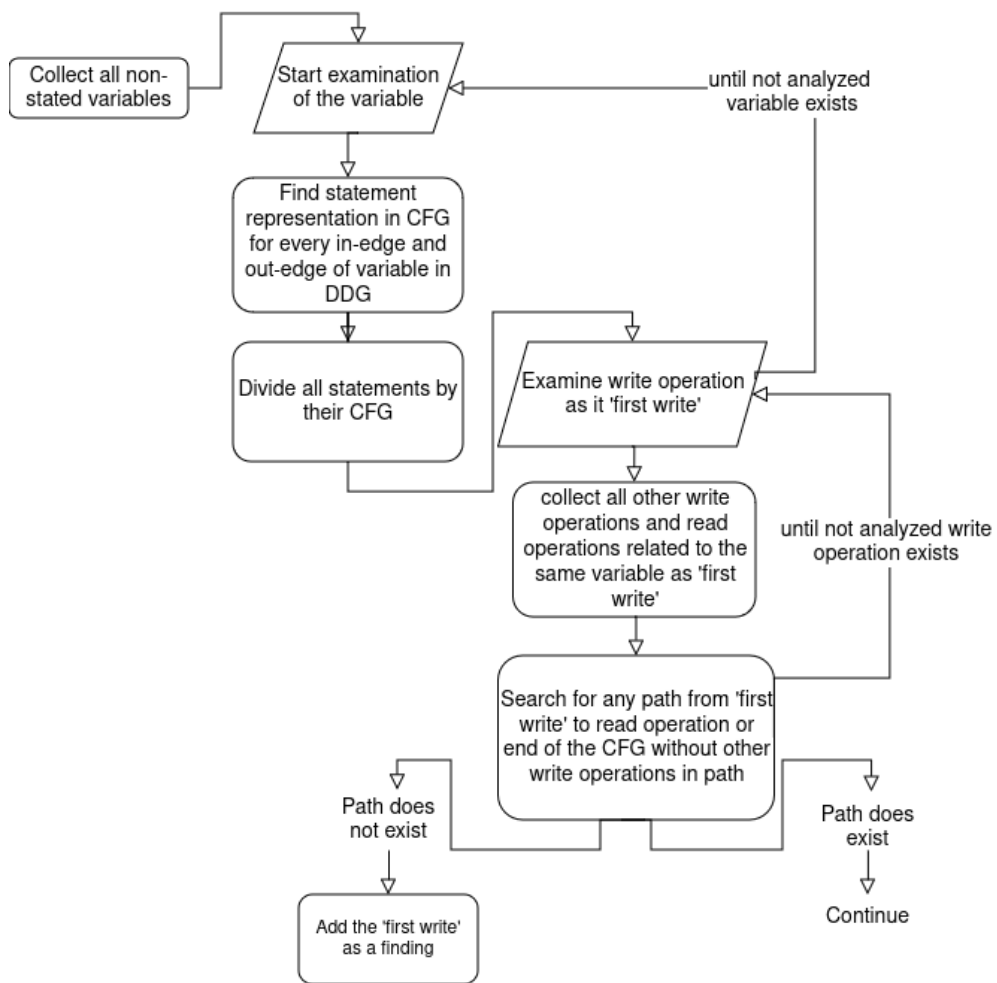 Collect all non-
stated variables
Start examination
of the variable
until not analyzed
variable exists
Find statement
representation in CFG
for every in-edge and
out-edge of variable in
DDG
Divide all statements by
their CFG
Examine write operation
as it 'first write'
collect all other write
operations and read
operations related to the
same variable as 'first
write'
until not analyzed write
operation exists
Search for any path from 'first
write' to read operation or
end of the CFG without other
write operations in path
Path does
not exist
Path does
exist
Add the 'first write'
as a finding
Continue